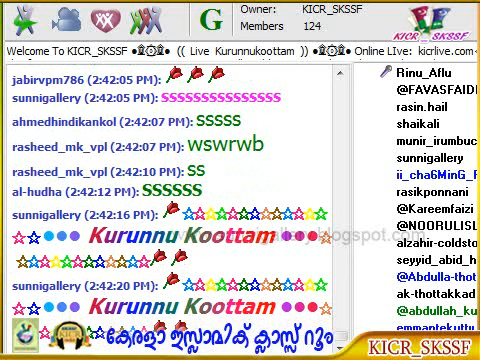 Owner: KICR_SKSSF
Members 124
G
KICR_SKSSF
Welcome To KICR_SKSSF (( Live Kurunnukoottam )) Online LIve: kicrlive.com
jabirvpm786 (2:42:05 PM):
sunnigallery (2:42:05 PM): SSSSSSSSSSSSSSS
ahmedhindikankol (2:42:07 PM): SSSSS
rasheed_mk_vpl (2:42:07 PM): wswrwb
rasheed_mk_vpl (2:42:10 PM): ss
al-hudha (2:42:12 PM): SSSSSS
sunnigallery (2:42:16 PM):
Kurunnu Koottam
sunnigallery (2:42:20 PM):
Kurunnu Koottam
കേരളാ ഇസ്ലാമിക് ക്ലാസ്സ് റൂം
Rinu_Aflu
@FAVASFAIDI
rasin.hail
shaikali
munir_irumbuc
sunnigallery
ii_cha6MinG_
rasikponnani
@Kareemfaizi
@NOORULISL
alzahir-coldsto
seyyid_abid_h
@Abdulla-thot
ak-thottakkad
@abdullah_ku
emmantekuttu
KICR_SKSSF